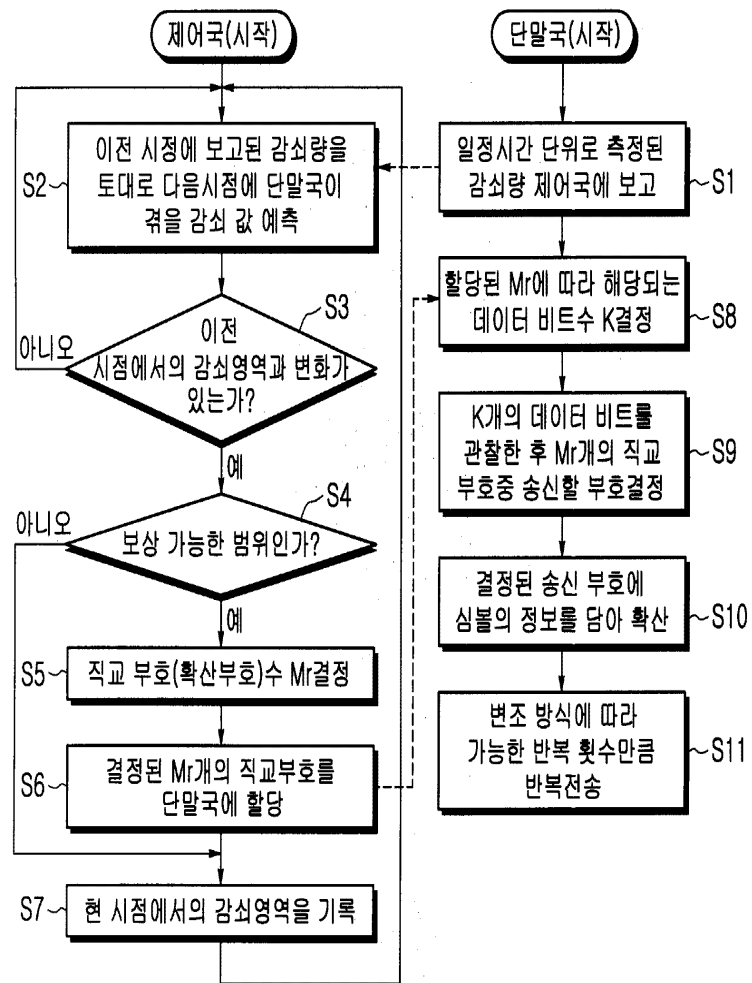 제어국(시작)
이전 시정에 보고된 감쇠량을
토대로 다음시점에 단말국이
겪을 감쇠 값 예측
S2
S3
이전
시점에서의 감쇠영역과 변화가
있는가?
아니오
예
S4
보상 가능한 범위인가?
아니오
예
S5
직교 부호(확산부호)수 Mr결정
S6
결정된 Mr개의 직교부호를
단말국에 할당
S7
현 시점에서의 감쇠영역을 기록
단말국(시작)
일정시간 단위로 측정된
감쇠량 제어국에 보고
S1
할당된 Mr에 따라 해당되는
데이터 비트수 K결정
S8
K개의 데이터 비트를
관찰한 후 Mr개의 직교
부호중 송신할 부호결정
S9
결정된 송신 부호에
심볼의 정보를 담아 확산
S10
변조 방식에 따라
가능한 반복 횟수만큼
반복전송
S11